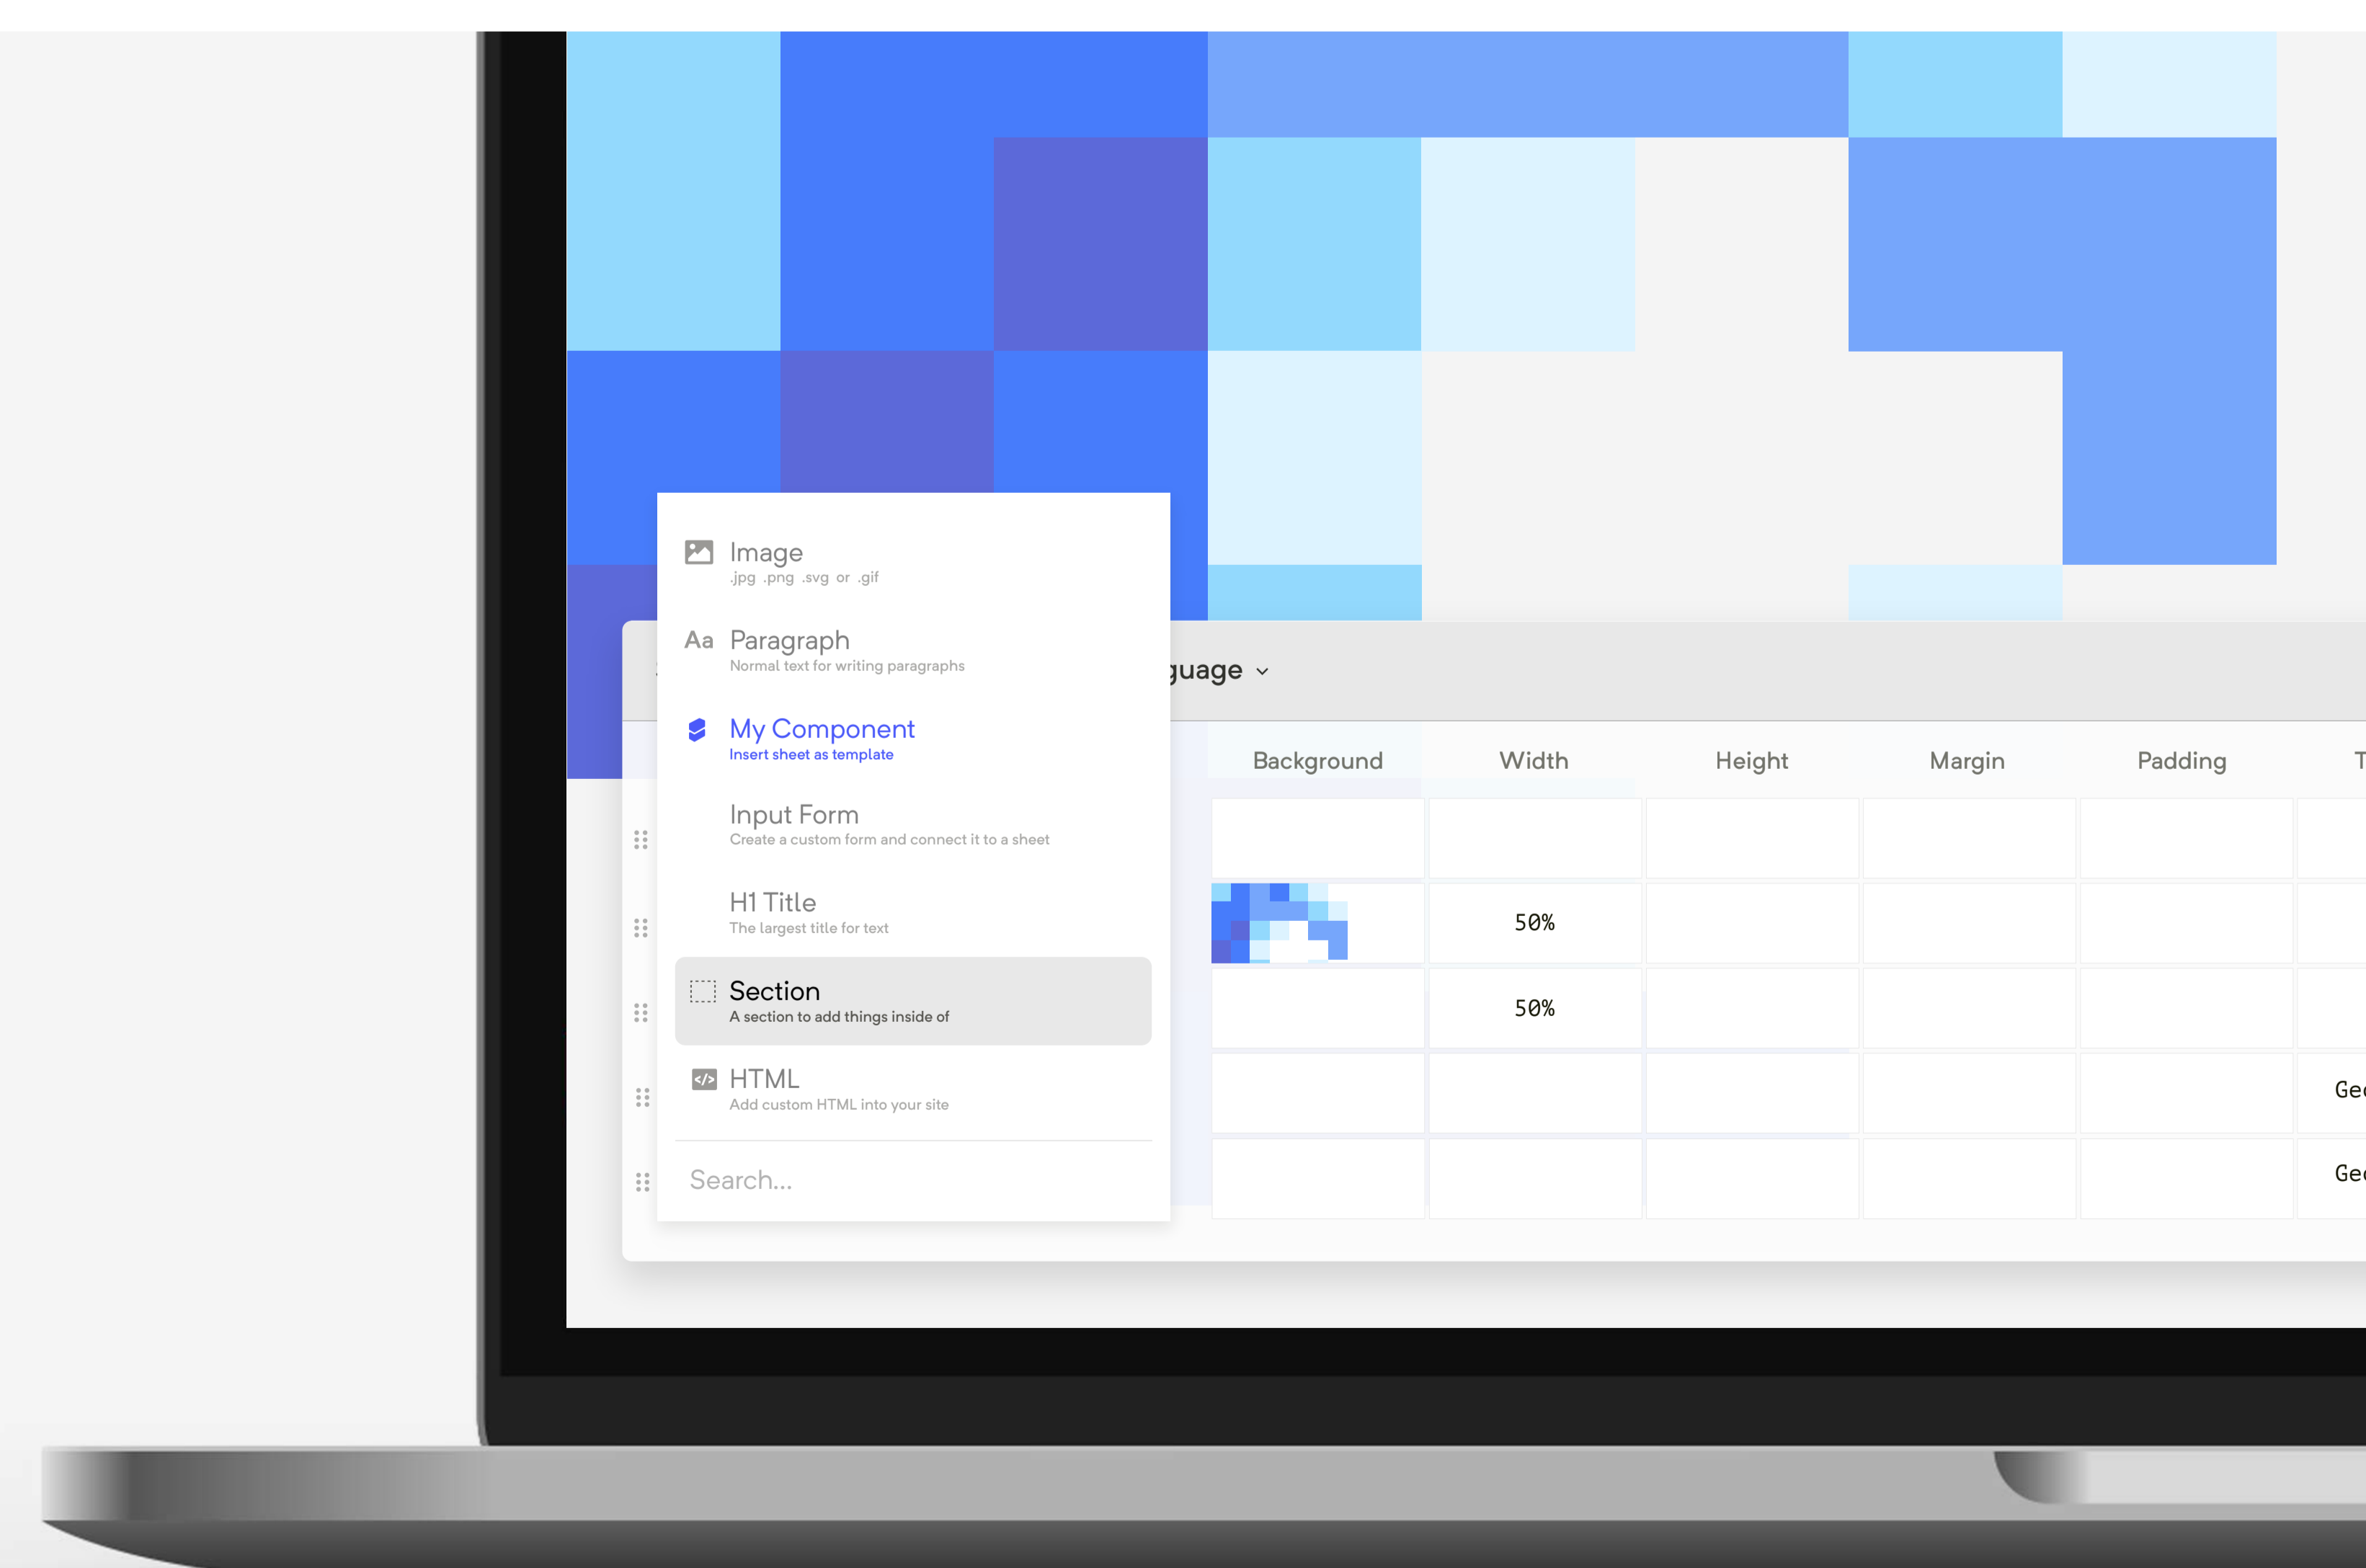 Image
.jpg .png .svg or .gif
Aa Paragraph
Normal text for writing paragraphs
My Component
Insert sheet as template
Input Form
Create a custom form and connect it to a sheet
H1 Title
The largest title for text
Section
A section to add things inside of
</> HTML
Add custom HTML into your site
Search...
guage
Background Width Height Margin Padding T
50%
50%
Geo
Geo